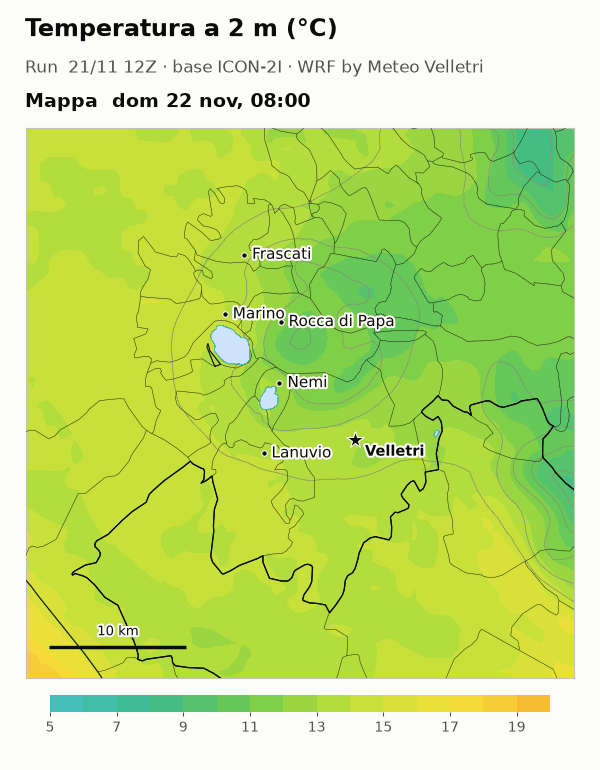 Temperatura a 2 m (°C)
Run  21/11 12Z · base ICON-2I · WRF by Meteo Velletri
Mappa  dom 22 nov, 08:00
Frascati
Marino
Rocca di Papa
Nemi
Velletri
Lanuvio
10 km
5 7 9 11 13 15 17 19